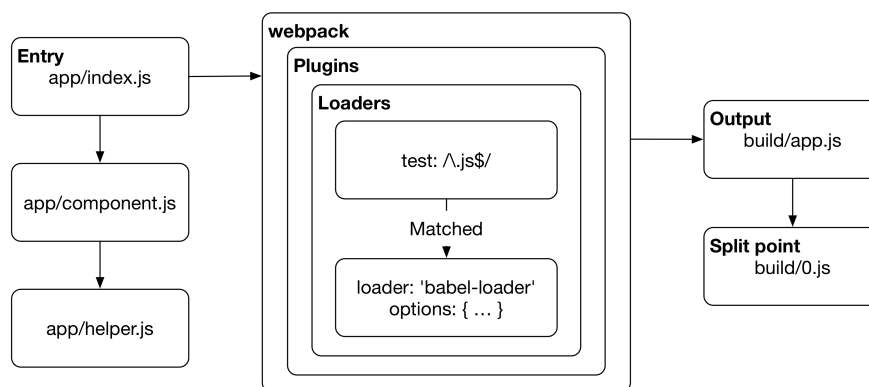 Entry
app/index.js
app/component.js
app/helper.js
webpack
Plugins
Loaders
test: /\.js$/
Matched
loader: 'babel-loader'
options: { … }
Output
build/app.js
Split point
build/0.js